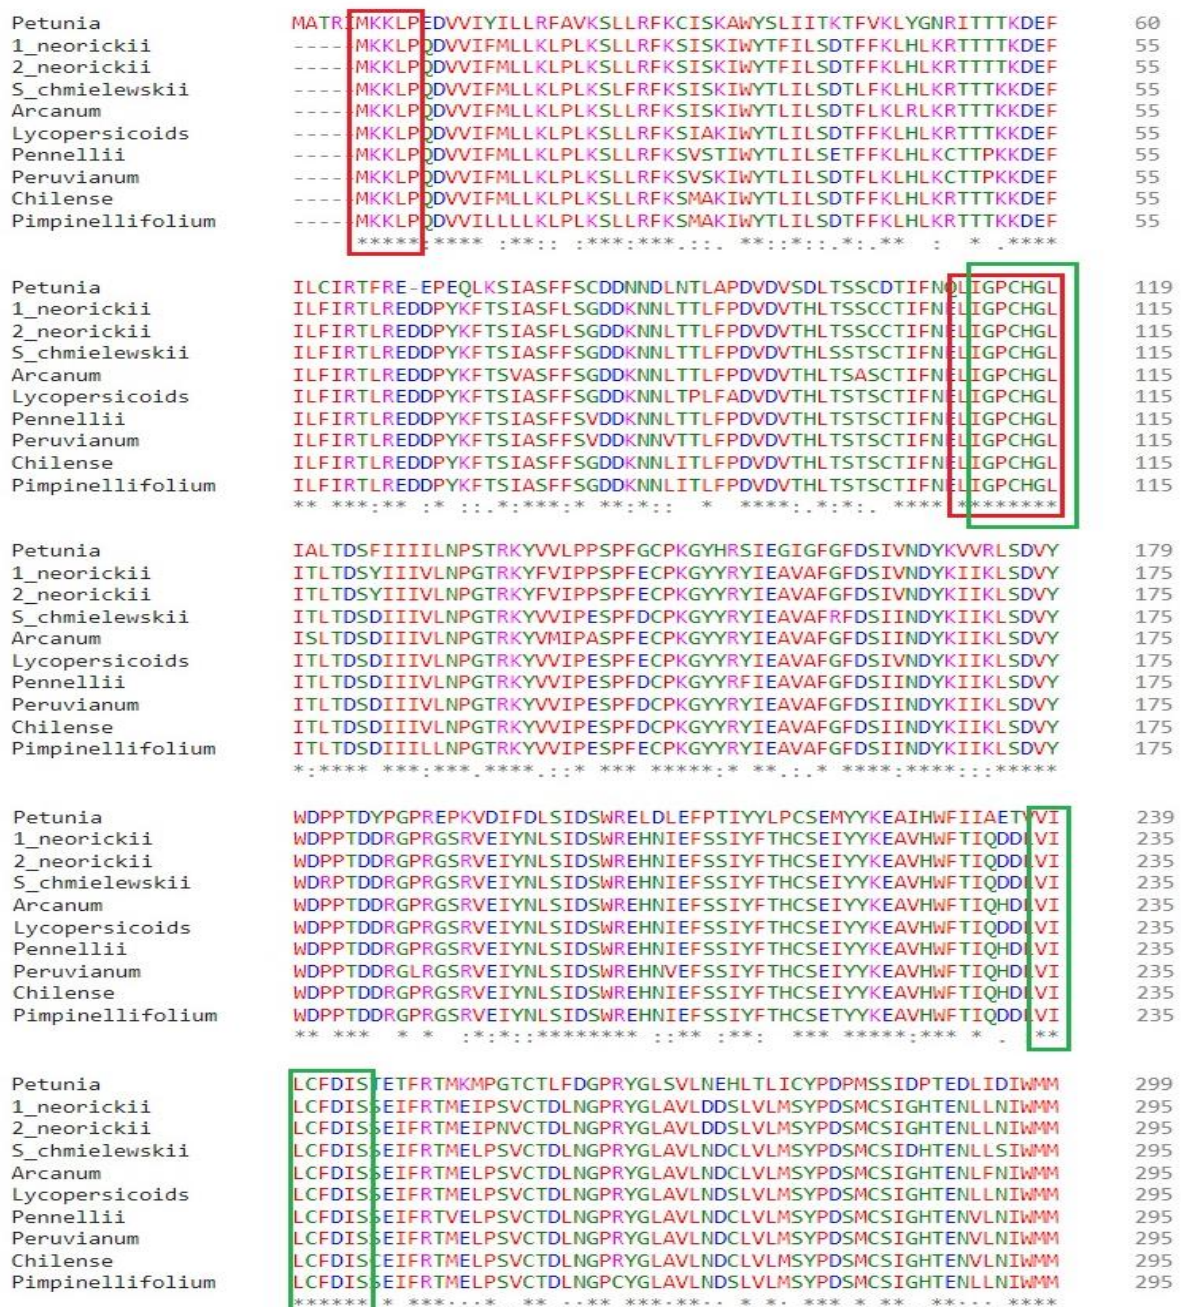 Petunia MATRIMKKLPEDVVIYILLRFAVKSLLRFKCISKAWYSLIITKTFVKLYGNRITTTKDEF 60
1_neorickii -----MKKLPQDVVIFMLLKLPLKSLLRFKSISKIWYTFILSDTFFKLHLKRTTTTKDEF 55
2_neorickii -----MKKLPQDVVIFMLLKLPLKSLLRFKSISKIWYTFILSDTFFKLHLKRTTTTKDEF 55
S_chmielewskii -----MKKLPQDVVIFMLLKLPLKSLFRFKSISKIWYTLILSDTLFKLHLKRTTTKKDEF 55
Arcanum -----MKKLPQDVVIFMLLKLPLKSLLRFKSISKIWYTLILSDTFLKLRLKRTTTKKDEF 55
Lycopersicoids -----MKKLPQDVVIFMLLKLPLKSLLRFKSIAKIWYTLILSDTFFKLHLKRTTTKKDEF 55
Pennellii -----MKKLPQDVVIFMLLKLPLKSLLRFKSVSTIWYTLILSETFFKLHLKCTTPKKDEF 55
Peruvianum -----MKKLPQDVVIFMLLKLPLKSLLRFKSVSKIWYTLILSDTFLKLHLKCTTPKKDEF 55
Chilense -----MKKLPQDVVIFMLLKLPLKSLLRFKSMAKIWYTLILSDTFFKLHLKRTTTKKDEF 55
Pimpinellifolium -----MKKLPQDVVILLLLKLPLKSLLRFKSMAKIWYTLILSDTFFKLHLKRTTTKKDEF 55
*****:**** :**:: :***:***.::. **::*::.*:.** : * .****
Petunia ILCIRTFRE-EPEQLKSIASFFSCDDNNDLNTLAPDVDVSDLTSSCDTIFNQLIGPCHGL 119
1_neorickii ILFIRTLREDDPYKFTSIASFLSGDDKNNLTTLFPDVDVTHLTSSCCTIFNELIGPCHGL 115
2_neorickii ILFIRTLREDDPYKFTSIASFLSGDDKNNLTTLFPDVDVTHLTSSCCTIFNELIGPCHGL 115
S_chmielewskii ILFIRTLREDDPYKFTSIASFFSGDDKNNLTTLFPDVDVTHLSSTSCTIFNELIGPCHGL 115
Arcanum ILFIRTLREDDPYKFTSVASFFSGDDKNNLTTLFPDVDVTHLTSASCTIFNELIGPCHGL 115
Lycopersicoids ILFIRTLREDDPYKFTSIASFFSGDDKNNLTPLFADVDVTHLTSTSCTIFNELIGPCHGL 115
Pennellii ILFIRTLREDDPYKFTSIASFFSVDDKNNLTTLFPDVDVTHLTSTSCTIFNELIGPCHGL 115
Peruvianum ILFIRTLREDDPYKFTSIASFFSVDDKNNVTTLFPDVDVTHLTSTSCTIFNELIGPCHGL 115
Chilense ILFIRTLREDDPYKFTSIASFFSGDDKNNLITLFPDVDVTHLTSTSCTIFNELIGPCHGL 115
Pimpinellifolium ILFIRTLREDDPYKFTSIASFFSGDDKNNLITLFPDVDVTHLTSTSCTIFNELIGPCHGL 115
** ***:** :* ::.*:***:* **:*:: * ****:.*:*:. ****:********
Petunia IALTDSFIIIILNPSTRKYVVLPPSPFGCPKGYHRSIEGIGFGFDSIVNDYKVVRLSDVY 179
1_neorickii ITLTDSYIIIVLNPGTRKYFVIPPSPFECPKGYYRYIEAVAFGFDSIVNDYKIIKLSDVY 175
2_neorickii ITLTDSYIIIVLNPGTRKYFVIPPSPFECPKGYYRYIEAVAFGFDSIVNDYKIIKLSDVY 175
S_chmielewskii ITLTDSDIIIVLNPGTRKYVVIPESPFDCPKGYYRYIEAVAFRFDSIINDYKIIKLSDVY 175
Arcanum ISLTDSDIIIVLNPGTRKYVMIPASPFECPKGYYRYIEAVAFGFDSIINDYKIIKLSDVY 175
Lycopersicoids ITLTDSDIIIVLNPGTRKYVVIPESPFECPKGYYRYIEAVAFGFDSIVNDYKIIKLSDVY 175
Pennellii ITLTDSDIIIVLNPGTRKYVVIPESPFDCPKGYYRFIEAVAFGFDSIINDYKIIKLSDVY 175
Peruvianum ITLTDSDIIIVLNPGTRKYVVIPESPFDCPKGYYRYIEAVAFGFDSIINDYKIIKLSDVY 175
Chilense ITLTDSDIIIVLNPGTRKYVVIPESPFDCPKGYYRYIEAVAFGFDSIINDYKIIKLSDVY 175
Pimpinellifolium ITLTDSDIIILLNPGTRKYVVIPESPFECPKGYYRYIEAVAFGFDSIINDYKIIKLSDVY 175
*:**** ***:***.****.::* *** *****:* **.:.* ****:****:::*****
Petunia WDPPTDYPGPREPKVDIFDLSIDSWRELDLEFPTIYYLPCSEMYYKEAIHWFIIAETVVI 239
1_neorickii WDPPTDDRGPRGSRVEIYNLSIDSWREHNIEFSSIYFTHCSEIYYKEAVHWFTIQDDLVI 235
2_neorickii WDPPTDDRGPRGSRVEIYNLSIDSWREHNIEFSSIYFTHCSEIYYKEAVHWFTIQDDLVI 235
S_chmielewskii WDRPTDDRGPRGSRVEIYNLSIDSWREHNIEFSSIYFTHCSEIYYKEAVHWFTIQDDLVI 235
Arcanum WDPPTDDRGPRGSRVEIYNLSIDSWREHNIEFSSIYFTHCSEIYYKEAVHWFTIQHDLVI 235
Lycopersicoids WDPPTDDRGPRGSRVEIYNLSIDSWREHNIEFSSIYFTHCSEIYYKEAVHWFTIQDDLVI 235
Pennellii WDPPTDDRGPRGSRVEIYNLSIDSWREHNIEFSSIYFTHCSEIYYKEAVHWFTIQHDLVI 235
Peruvianum WDPPTDDRGLRGSRVEIYNLSIDSWREHNVEFSSIYFTHCSEIYYKEAVHWFTIQHDLVI 235
Chilense WDPPTDDRGPRGSRVEIYNLSIDSWREHNIEFSSIYFTHCSEIYYKEAVHWFTIQHDLVI 235
Pimpinellifolium WDPPTDDRGPRGSRVEIYNLSIDSWREHNIEFSSIYFTHCSETYYKEAVHWFTIQDDLVI 235
** *** * * :*:*::******** ::** :**: *** *****:*** * . **
Petunia LCFDISTETFRTMKMPGTCTLFDGPRYGLSVLNEHLTLICYPDPMSSIDPTEDLIDIWMM 299
1_neorickii LCFDISSEIFRTMEIPSVCTDLNGPRYGLAVLDDSLVLMSYPDSMCSIGHTENLLNIWMM 295
2_neorickii LCFDISSEIFRTMEIPNVCTDLNGPRYGLAVLDDSLVLMSYPDSMCSIGHTENLLNIWMM 295
S_chmielewskii LCFDISSEIFRTMELPSVCTDLNGPRYGLAVLNDCLVLMSYPDSMCSIDHTENLLSIWMM 295
Arcanum LCFDISSEIFRTMELPSVCTDLNGPRYGLAVLNDCLVLMSYPDSMCSIGHTENLFNIWMM 295
Lycopersicoids LCFDISSEIFRTMELPSVCTDLNGPRYGLAVLNDSLVLMSYPDSMCSIGHTENLLNIWMM 295
Pennellii LCFDISSEIFRTVELPSVCTDLNGPRYGLAVLNDCLVLMSYPDSMCSIGHTENVLNIWMM 295
Peruvianum LCFDISSEIFRTMELPSVCTDLNGPRYGLAVLNDCLVLMSYPDSMCSIGHTENVLNIWMM 295
Chilense LCFDISCEIFRTMELPSVCTDLNGPRYGLAVLNDCLVLMSYPDSMCSIGHTENVLNIWMM 295
Pimpinellifolium LCFDISSEIFRTMELPSVCTDLNGPCYGLAVLNDSLVLMSYPDSMCSIGHTENLLNIWMM 295